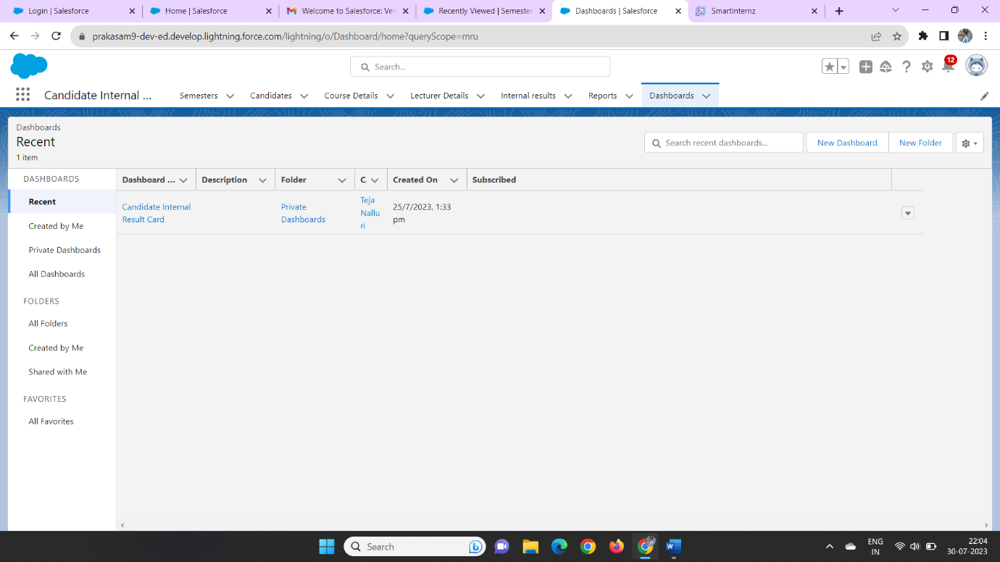 Login | Salesforce
Home | Salesforce
Welcome to Salesforce: Veri
Recently Viewed | Semester
Dashboards | Salesforce
Smartinternz
prakasam9-dev-ed.develop.lightning.force.com/lightning/o/Dashboard/home?queryScope=mru
Search...
12
Candidate Internal ...
Semesters
Candidates
Course Details
Lecturer Details
Internal results
Reports
Dashboards
Dashboards
Recent
1 item
Search recent dashboards...
New Dashboard
New Folder
DASHBOARDS
Recent
Created by Me
Private Dashboards
All Dashboards
FOLDERS
All Folders
Created by Me
Shared with Me
FAVORITES
All Favorites
Dashboard ...
Description
Folder
C.
Created On
Subscribed
Candidate Internal
Result Card
Private
Dashboards
Teja
Nallu
ri
25/7/2023, 1:33
pm
Search
ENG
IN
22:04
30-07-2023